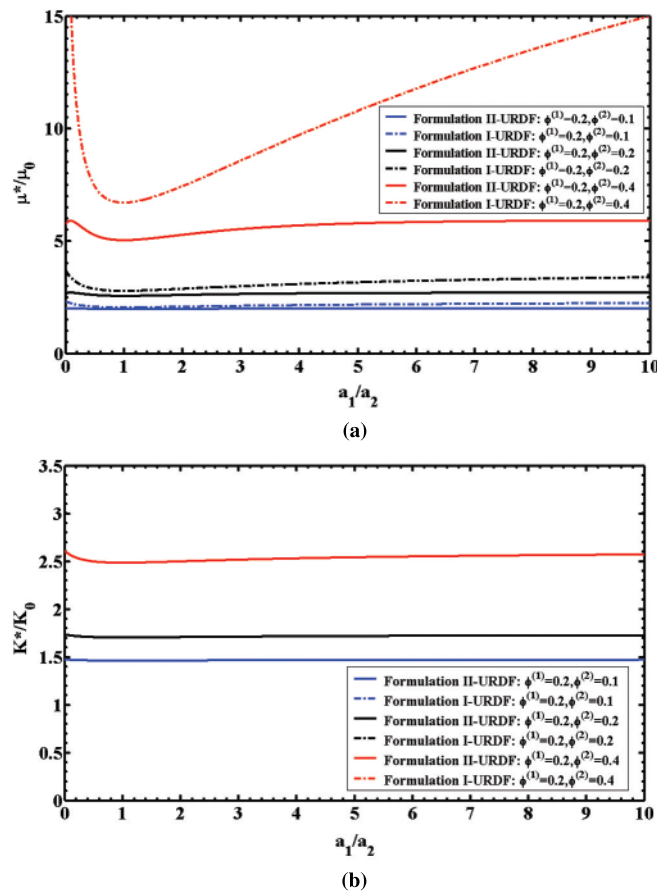 15
10
5
0
μ*/μ₀
Formulation II-URDF: ϕ⁽¹⁾=0.2,ϕ⁽²⁾=0.1
Formulation I-URDF: ϕ⁽¹⁾=0.2,ϕ⁽²⁾=0.1
Formulation II-URDF: ϕ⁽¹⁾=0.2,ϕ⁽²⁾=0.2
Formulation I-URDF: ϕ⁽¹⁾=0.2,ϕ⁽²⁾=0.2
Formulation II-URDF: ϕ⁽¹⁾=0.2,ϕ⁽²⁾=0.4
Formulation I-URDF: ϕ⁽¹⁾=0.2,ϕ⁽²⁾=0.4
0 1 2 3 4 5 6 7 8 9 10
a₁/a₂
(a)
3.5
3
2.5
2
1.5
1
0.5
0
K*/K₀
Formulation II-URDF: ϕ⁽¹⁾=0.2,ϕ⁽²⁾=0.1
Formulation I-URDF: ϕ⁽¹⁾=0.2,ϕ⁽²⁾=0.1
Formulation II-URDF: ϕ⁽¹⁾=0.2,ϕ⁽²⁾=0.2
Formulation I-URDF: ϕ⁽¹⁾=0.2,ϕ⁽²⁾=0.2
Formulation II-URDF: ϕ⁽¹⁾=0.2,ϕ⁽²⁾=0.4
Formulation I-URDF: ϕ⁽¹⁾=0.2,ϕ⁽²⁾=0.4
0 1 2 3 4 5 6 7 8 9 10
a₁/a₂
(b)